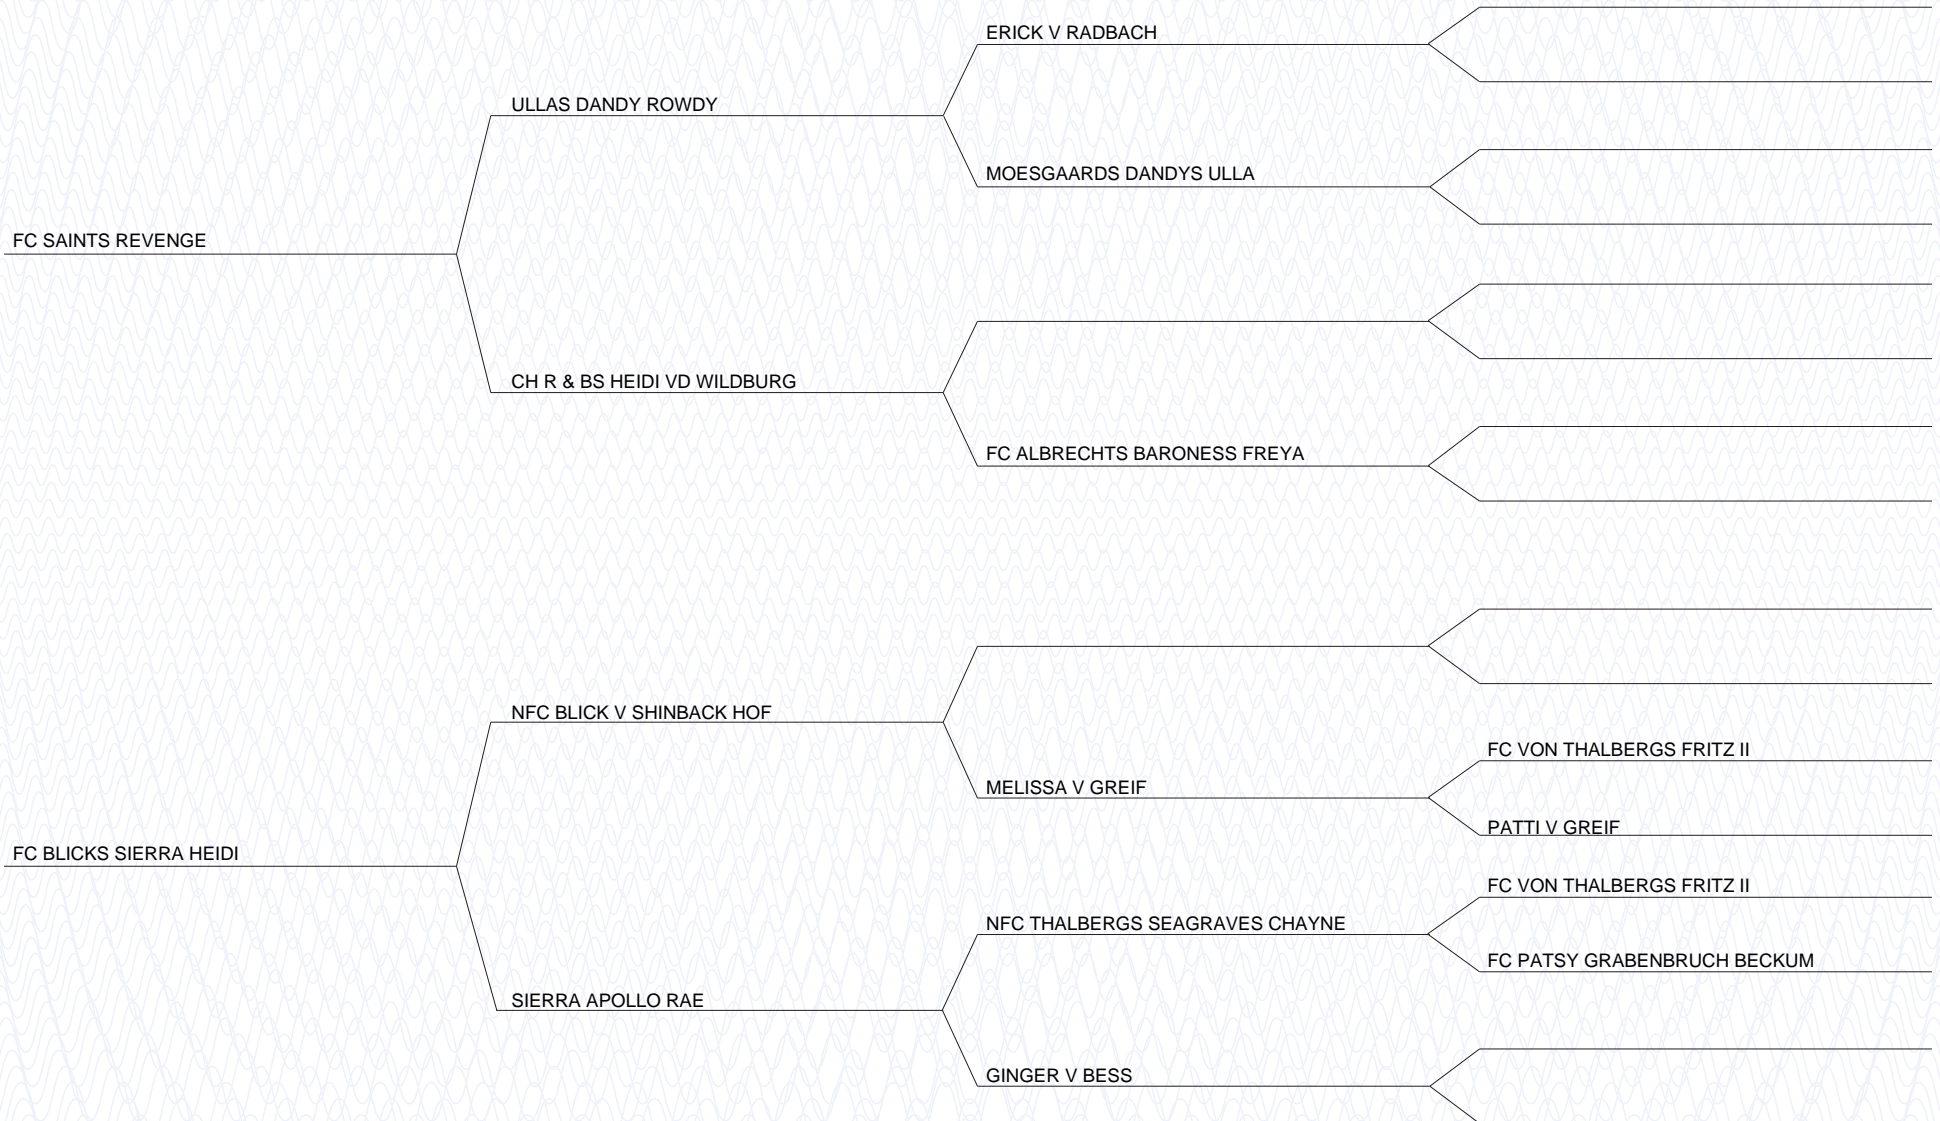 ERICK V RADBACH
ULLAS DANDY ROWDY
MOESGAARDS DANDYS ULLA
FC SAINTS REVENGE
CH R & BS HEIDI VD WILDBURG
FC ALBRECHTS BARONESS FREYA
NFC BLICK V SHINBACK HOF
FC VON THALBERGS FRITZ II
MELISSA V GREIF
PATTI V GREIF
FC BLICKS SIERRA HEIDI
FC VON THALBERGS FRITZ II
NFC THALBERGS SEAGRAVES CHAYNE
FC PATSY GRABENBRUCH BECKUM
SIERRA APOLLO RAE
GINGER V BESS